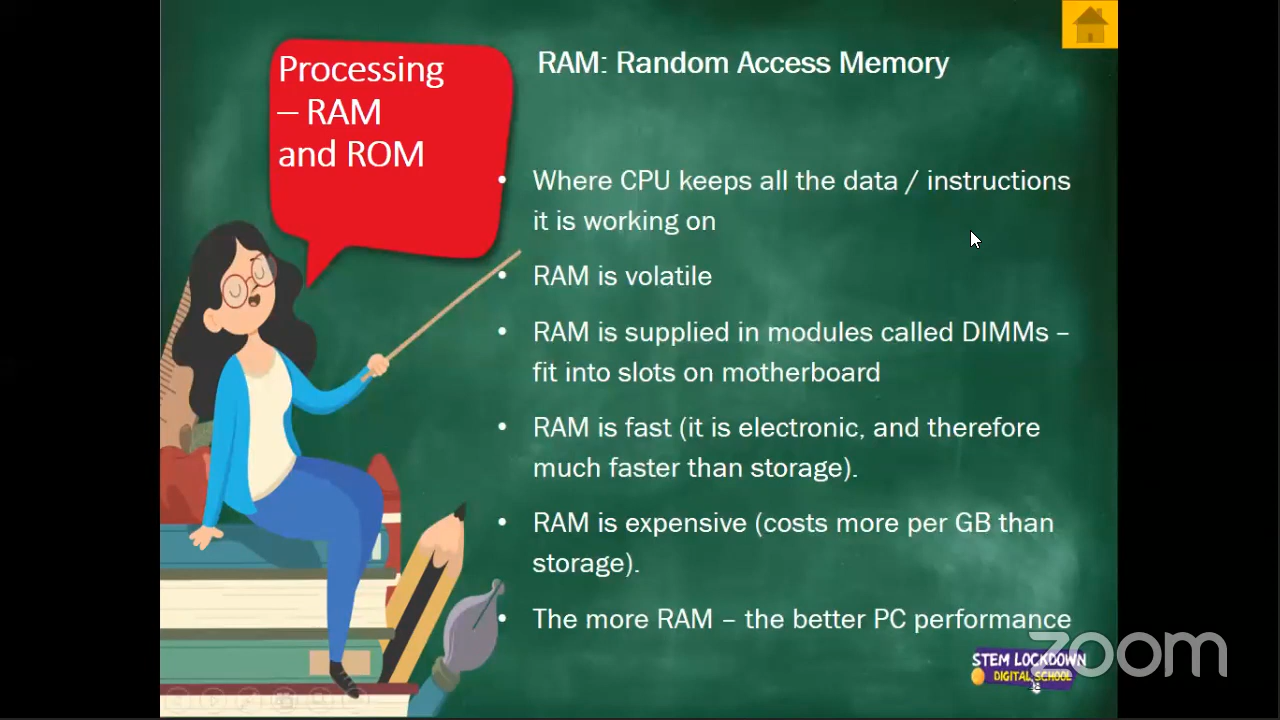 Processing
– RAM
and ROM
RAM: Random Access Memory
• Where CPU keeps all the data / instructions
it is working on
• RAM is volatile
• RAM is supplied in modules called DIMMs –
fit into slots on motherboard
• RAM is fast (it is electronic, and therefore
much faster than storage).
• RAM is expensive (costs more per GB than
storage).
• The more RAM – the better PC performance
STEM LOCKDOWN
DIGITAL SCHOOL
zoom